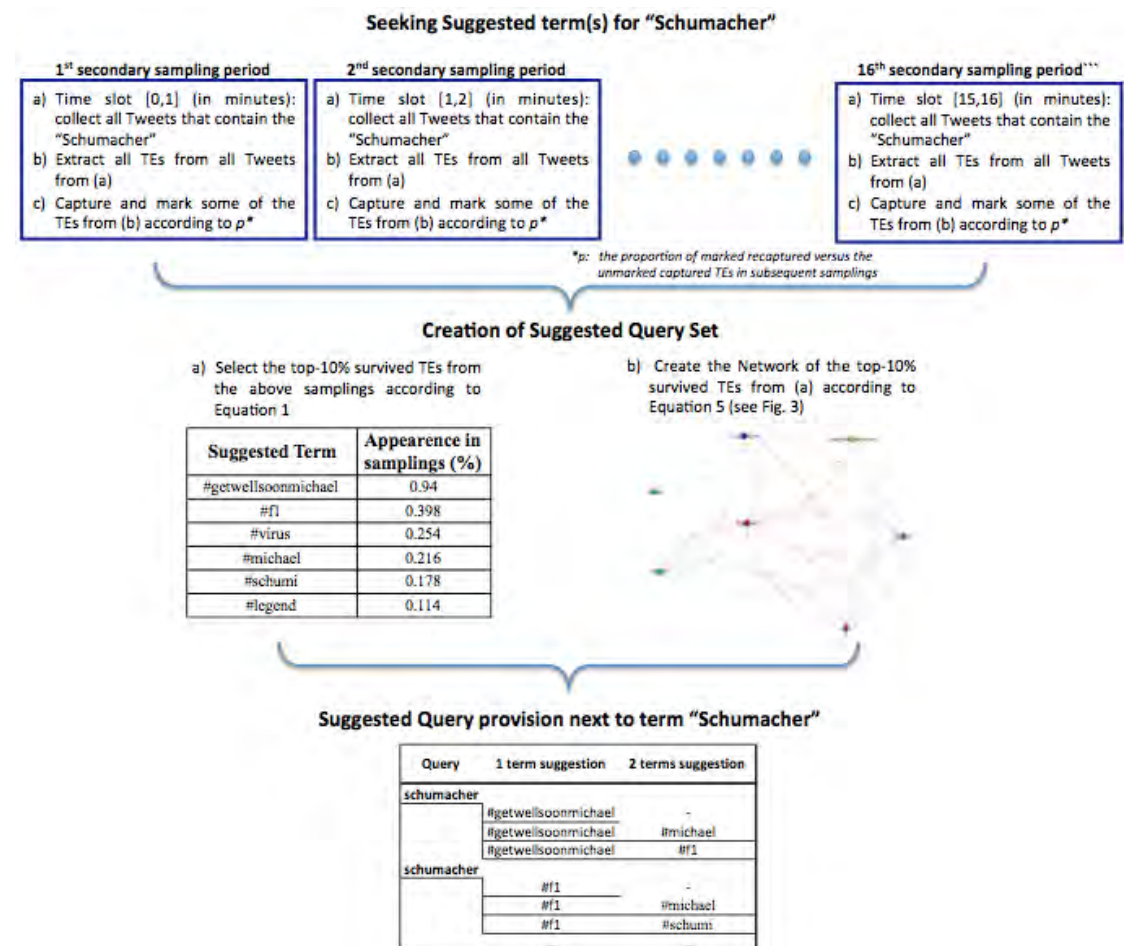 Seeking Suggested term(s) for “Schumacher”
1st secondary sampling period
a) Time slot [0,1] (in minutes):
collect all Tweets that contain the
“Schumacher”
b) Extract all TEs from all Tweets
from (a)
c) Capture and mark some of the
TEs from (b) according to p*
2nd secondary sampling period
a) Time slot [1,2] (in minutes):
collect all Tweets that contain the
“Schumacher”
b) Extract all TEs from all Tweets
from (a)
c) Capture and mark some of the
TEs from (b) according to p*
16th secondary sampling period```
a) Time slot [15,16] (in minutes):
collect all Tweets that contain the
“Schumacher”
b) Extract all TEs from all Tweets
from (a)
c) Capture and mark some of the
TEs from (b) according to p*
*p: the proportion of marked recaptured versus the
unmarked captured TEs in subsequent samplings
Creation of Suggested Query Set
a) Select the top-10% survived TEs from
the above samplings according to
Equation 1
Suggested Term Appearence in
samplings (%)
#getwellsoonmichael 0.94
#f1 0.398
#virus 0.254
#michael 0.216
#schumi 0.178
#legend 0.114
b) Create the Network of the top-10%
survived TEs from (a) according to
Equation 5 (see Fig. 3)
Suggested Query provision next to term “Schumacher”
Query 1 term suggestion 2 terms suggestion
schumacher
#getwellsoonmichael -
#getwellsoonmichael #michael
#getwellsoonmichael #f1
schumacher
#f1 -
#f1 #michael
#f1 #schumi